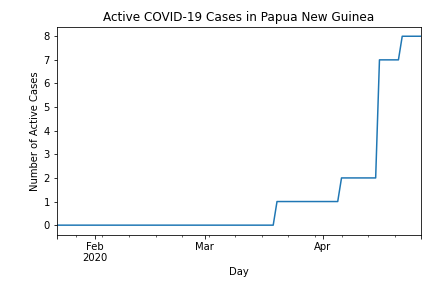 Active COVID-19 Cases in Papua New Guinea
8
7
6
5
4
3
2
1
0
Number of Active Cases
Feb
2020
Mar
Apr
Day